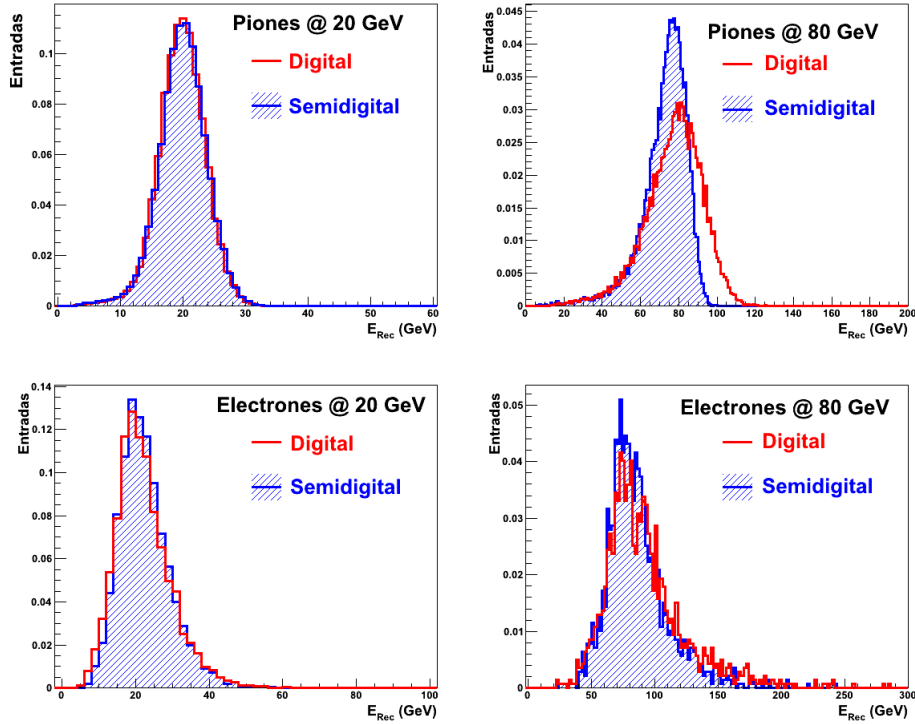 Entradas
Piones @ 20 GeV
Digital
Semidigital
0.1
0.08
0.06
0.04
0.02
0
0 10 20 30 40 50 60
E_Rec (GeV)
Entradas
Piones @ 80 GeV
Digital
Semidigital
0.045
0.04
0.035
0.03
0.025
0.02
0.015
0.01
0.005
0
0 20 40 60 80 100 120 140 160 180 200
E_Rec (GeV)
Entradas
Electrones @ 20 GeV
Digital
Semidigital
0.14
0.12
0.1
0.08
0.06
0.04
0.02
0
0 20 40 60 80 100
E_Rec (GeV)
Entradas
Electrones @ 80 GeV
Digital
Semidigital
0.05
0.04
0.03
0.02
0.01
0
0 50 100 150 200 250 300
E_Rec (GeV)